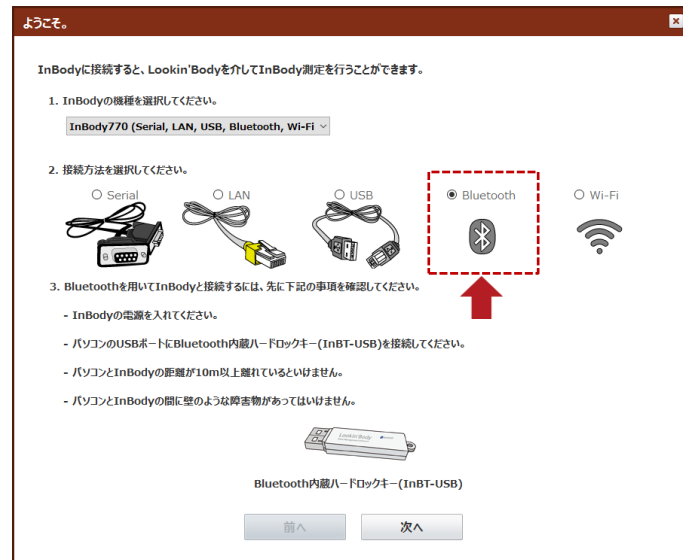 ようこそ。
InBodyに接続すると、Lookin'Bodyを介してInBody測定を行うことができます。
1. InBodyの機種を選択してください。
InBody770 (Serial, LAN, USB, Bluetooth, Wi-Fi
2. 接続方法を選択してください。
Serial LAN USB Bluetooth Wi-Fi
3. Bluetoothを用いてInBodyと接続するには、先に下記の事項を確認してください。
- InBodyの電源を入れてください。
- パソコンのUSBポートにBluetooth内蔵ハードロックキー(InBT-USB)を接続してください。
- パソコンとInBodyの距離が10m以上離れているといけません。
- パソコンとInBodyの間に壁のような障害物があってはいけません。
Lookin'Body
Bluetooth内蔵ハードロックキー(InBT-USB)
前へ 次へ